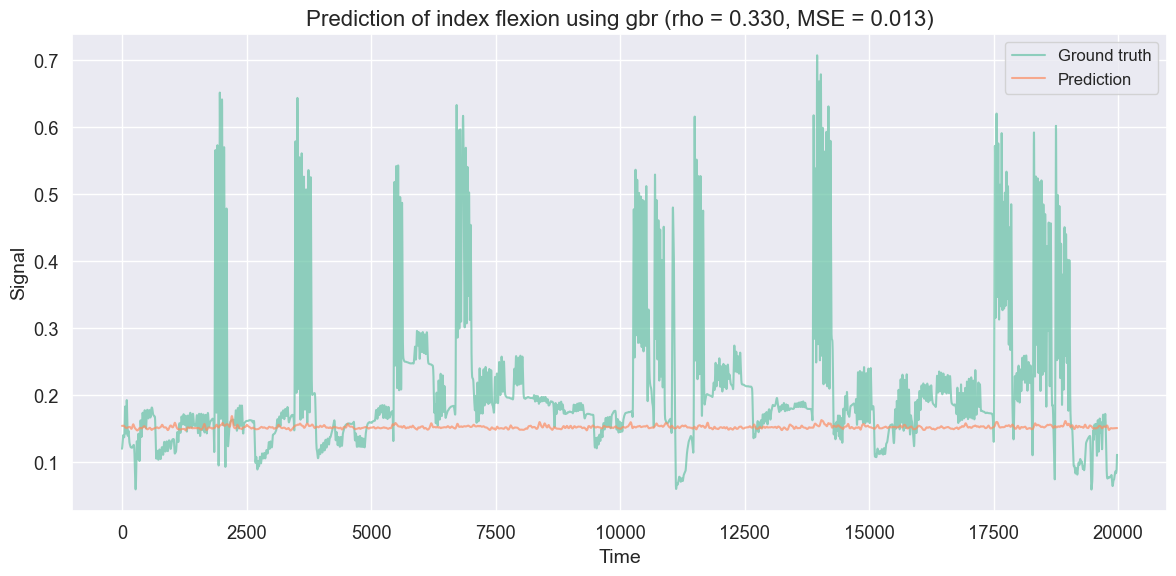 Prediction of index flexion using gbr (rho = 0.330, MSE = 0.013)
Ground truth
Prediction
0.7
0.6
0.5
0.4
0.3
0.2
0.1
Signal
0 2500 5000 7500 10000 12500 15000 17500 20000
Time